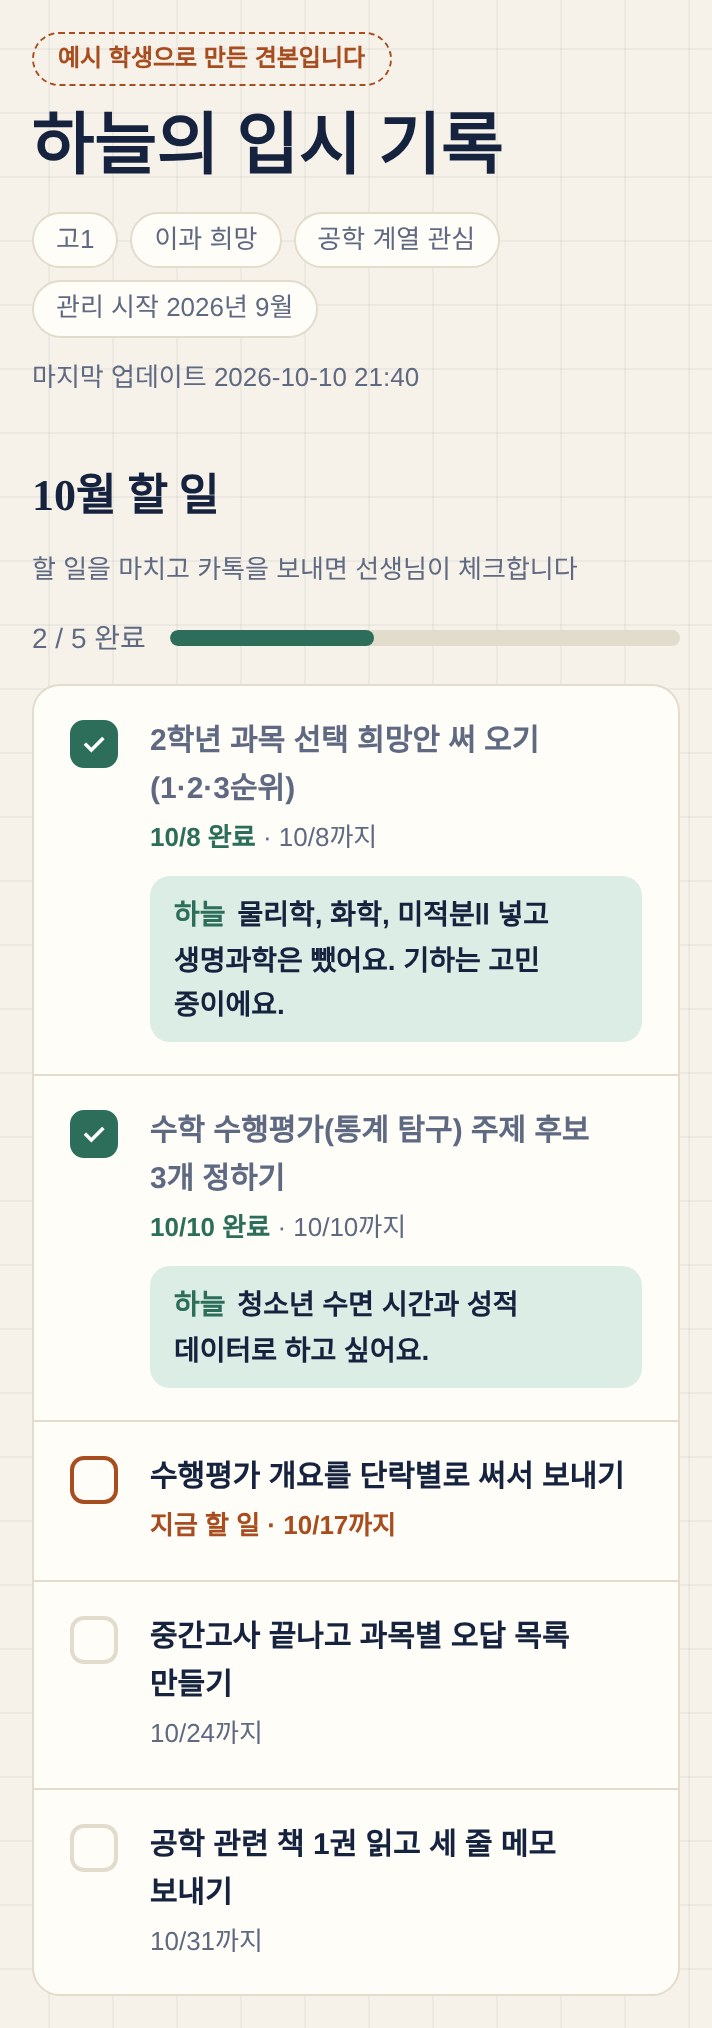 예시 학생으로 만든 견본입니다
하늘의 입시 기록
고1
이과 희망
공학 계열 관심
관리 시작 2026년 9월
마지막 업데이트 2026-10-10 21:40
10월 할 일
할 일을 마치고 카톡을 보내면 선생님이 체크합니다
2 / 5 완료
2학년 과목 선택 희망안 써 오기
(1·2·3순위)
10/8 완료 · 10/8까지
하늘 물리학, 화학, 미적분II 넣고
생명과학은 뺐어요. 기하는 고민
중이에요.
수학 수행평가(통계 탐구) 주제 후보
3개 정하기
10/10 완료 · 10/10까지
하늘 청소년 수면 시간과 성적
데이터로 하고 싶어요.
수행평가 개요를 단락별로 써서 보내기
지금 할 일 · 10/17까지
중간고사 끝나고 과목별 오답 목록
만들기
10/24까지
공학 관련 책 1권 읽고 세 줄 메모
보내기
10/31까지